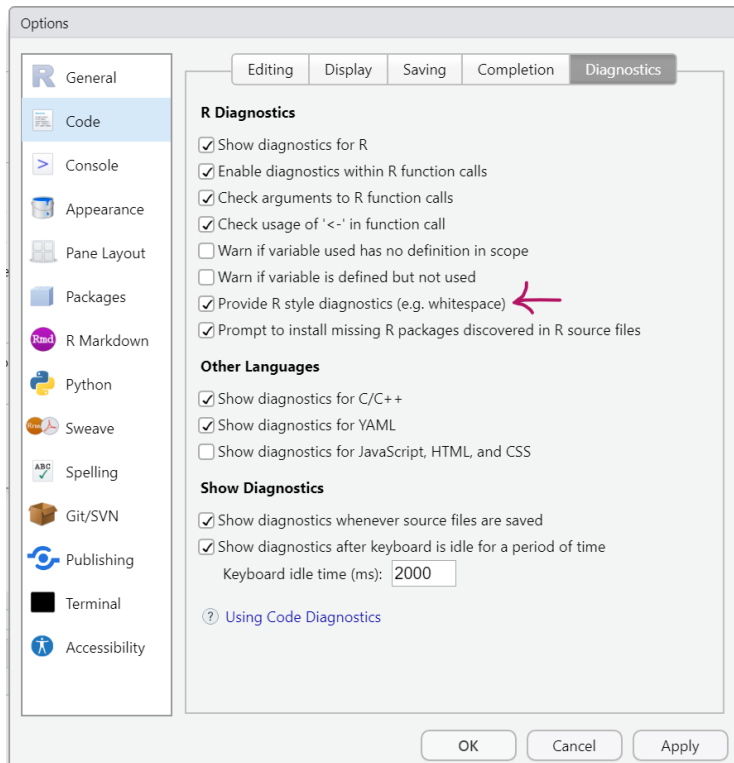 Options
General
Code
Console
Appearance
Pane Layout
Packages
Rmd R Markdown
Python
Sweave
ABC Spelling
Git/SVN
Publishing
Terminal
Accessibility
Editing Display Saving Completion Diagnostics
R Diagnostics
Show diagnostics for R
Enable diagnostics within R function calls
Check arguments to R function calls
Check usage of '<-' in function call
Warn if variable used has no definition in scope
Warn if variable is defined but not used
Provide R style diagnostics (e.g. whitespace)
Prompt to install missing R packages discovered in R source files
Other Languages
Show diagnostics for C/C++
Show diagnostics for YAML
Show diagnostics for JavaScript, HTML, and CSS
Show Diagnostics
Show diagnostics whenever source files are saved
Show diagnostics after keyboard is idle for a period of time
Keyboard idle time (ms): 2000
? Using Code Diagnostics
OK Cancel Apply